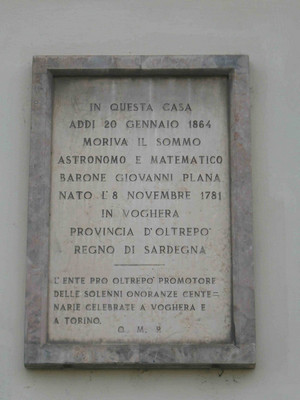 IN QUESTA CASA
ADDI 20 GENNAIO 1864
MORIVA IL SOMMO
ASTRONOMO E MATEMATICO
BARONE GIOVANNI PLANA
NATO L'8 NOVEMBRE 1781
IN VOGHERA
PROVINCIA D'OLTREPO'
REGNO DI SARDEGNA
L'ENTE PRO OLTREPO' PROMOTORE
DELLE SOLENNI ONORANZE CENTE=
NARIE CELEBRATE A VOGHERA E
A TORINO.
Q. M. P.